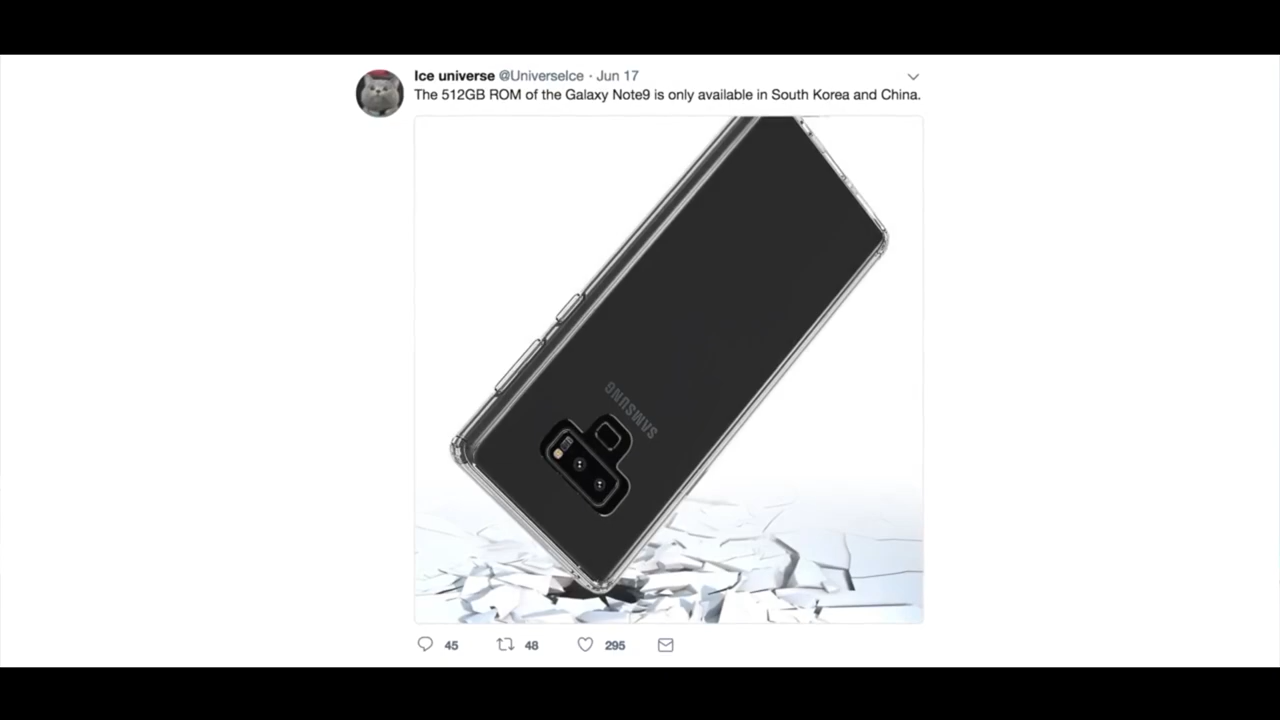 Ice universe @UniverseIce · Jun 17
The 512GB ROM of the Galaxy Note9 is only available in South Korea and China.
SAMSUNG
45 48 295